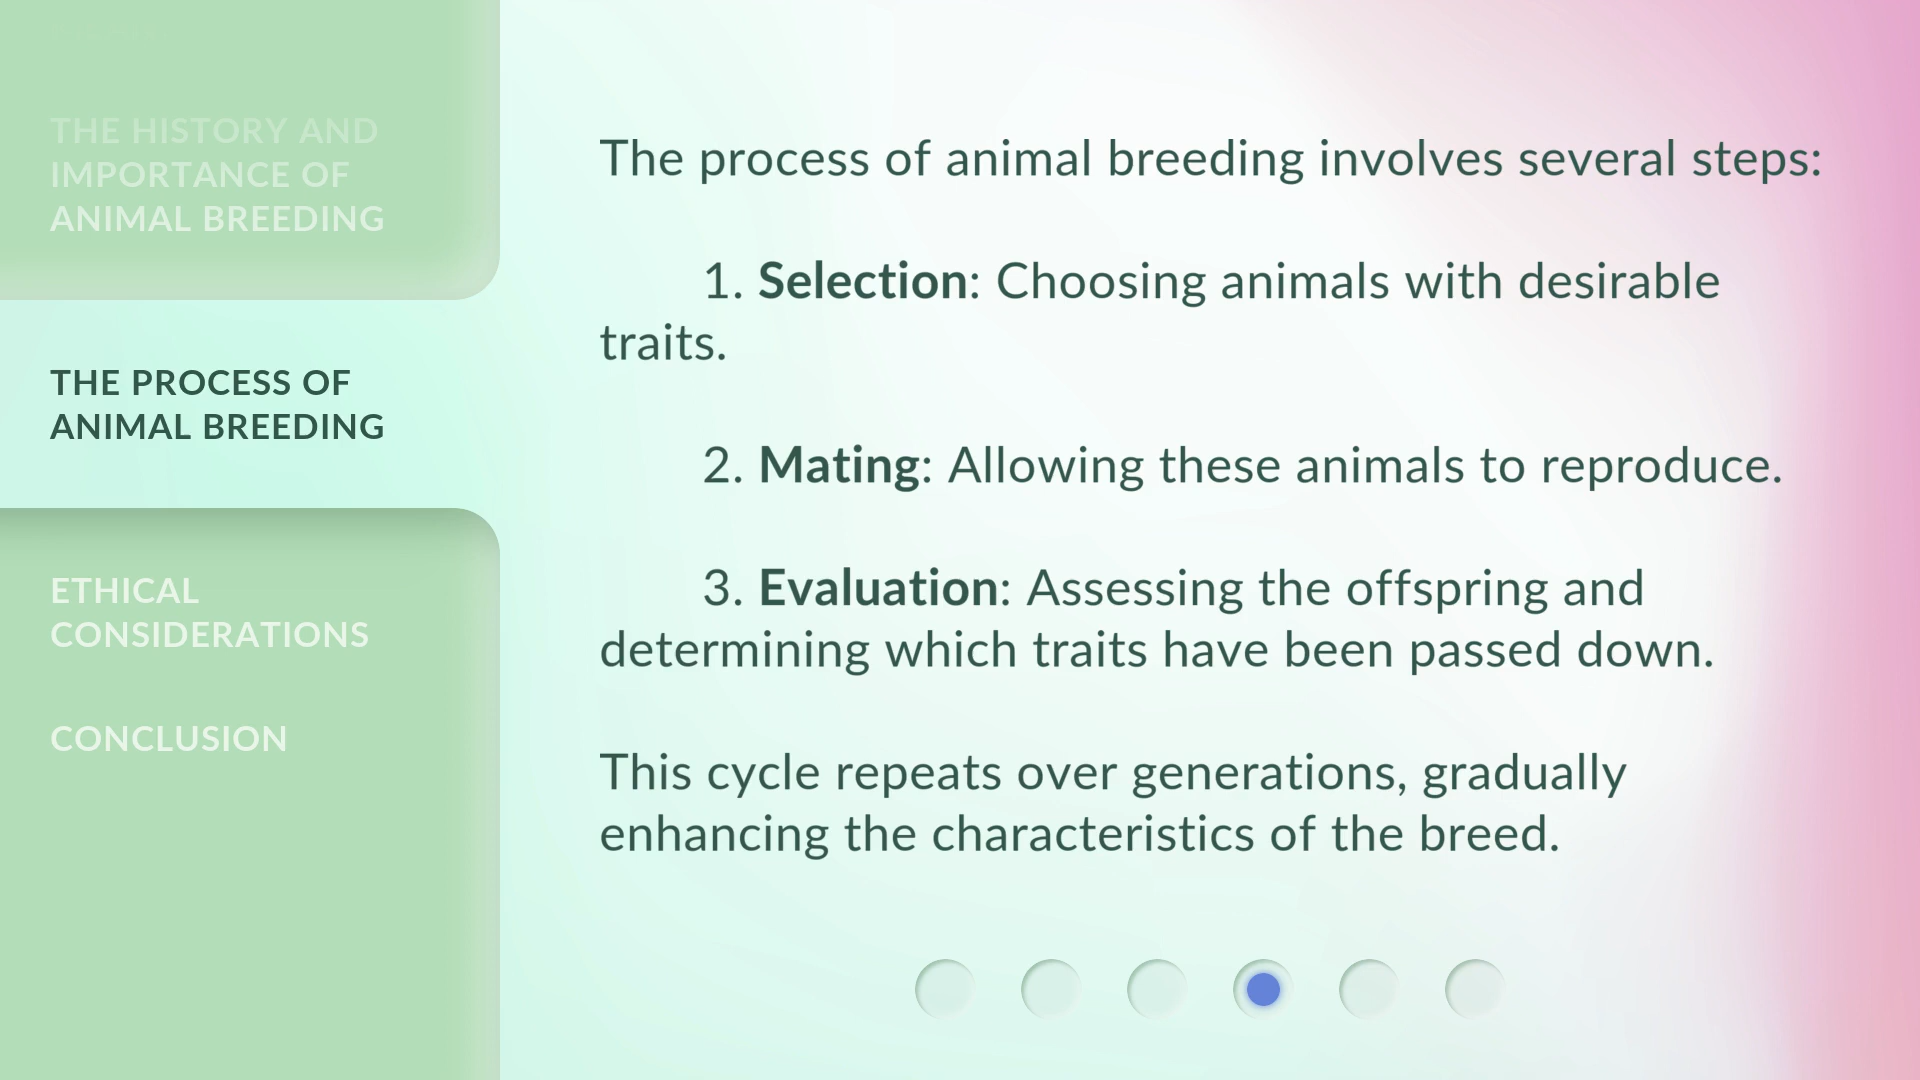 THE HISTORY AND
IMPORTANCE OF
ANIMAL BREEDING
THE PROCESS OF
ANIMAL BREEDING
ETHICAL
CONSIDERATIONS
CONCLUSION
The process of animal breeding involves several steps:
1. Selection: Choosing animals with desirable
traits.
2. Mating: Allowing these animals to reproduce.
3. Evaluation: Assessing the offspring and
determining which traits have been passed down.
This cycle repeats over generations, gradually
enhancing the characteristics of the breed.